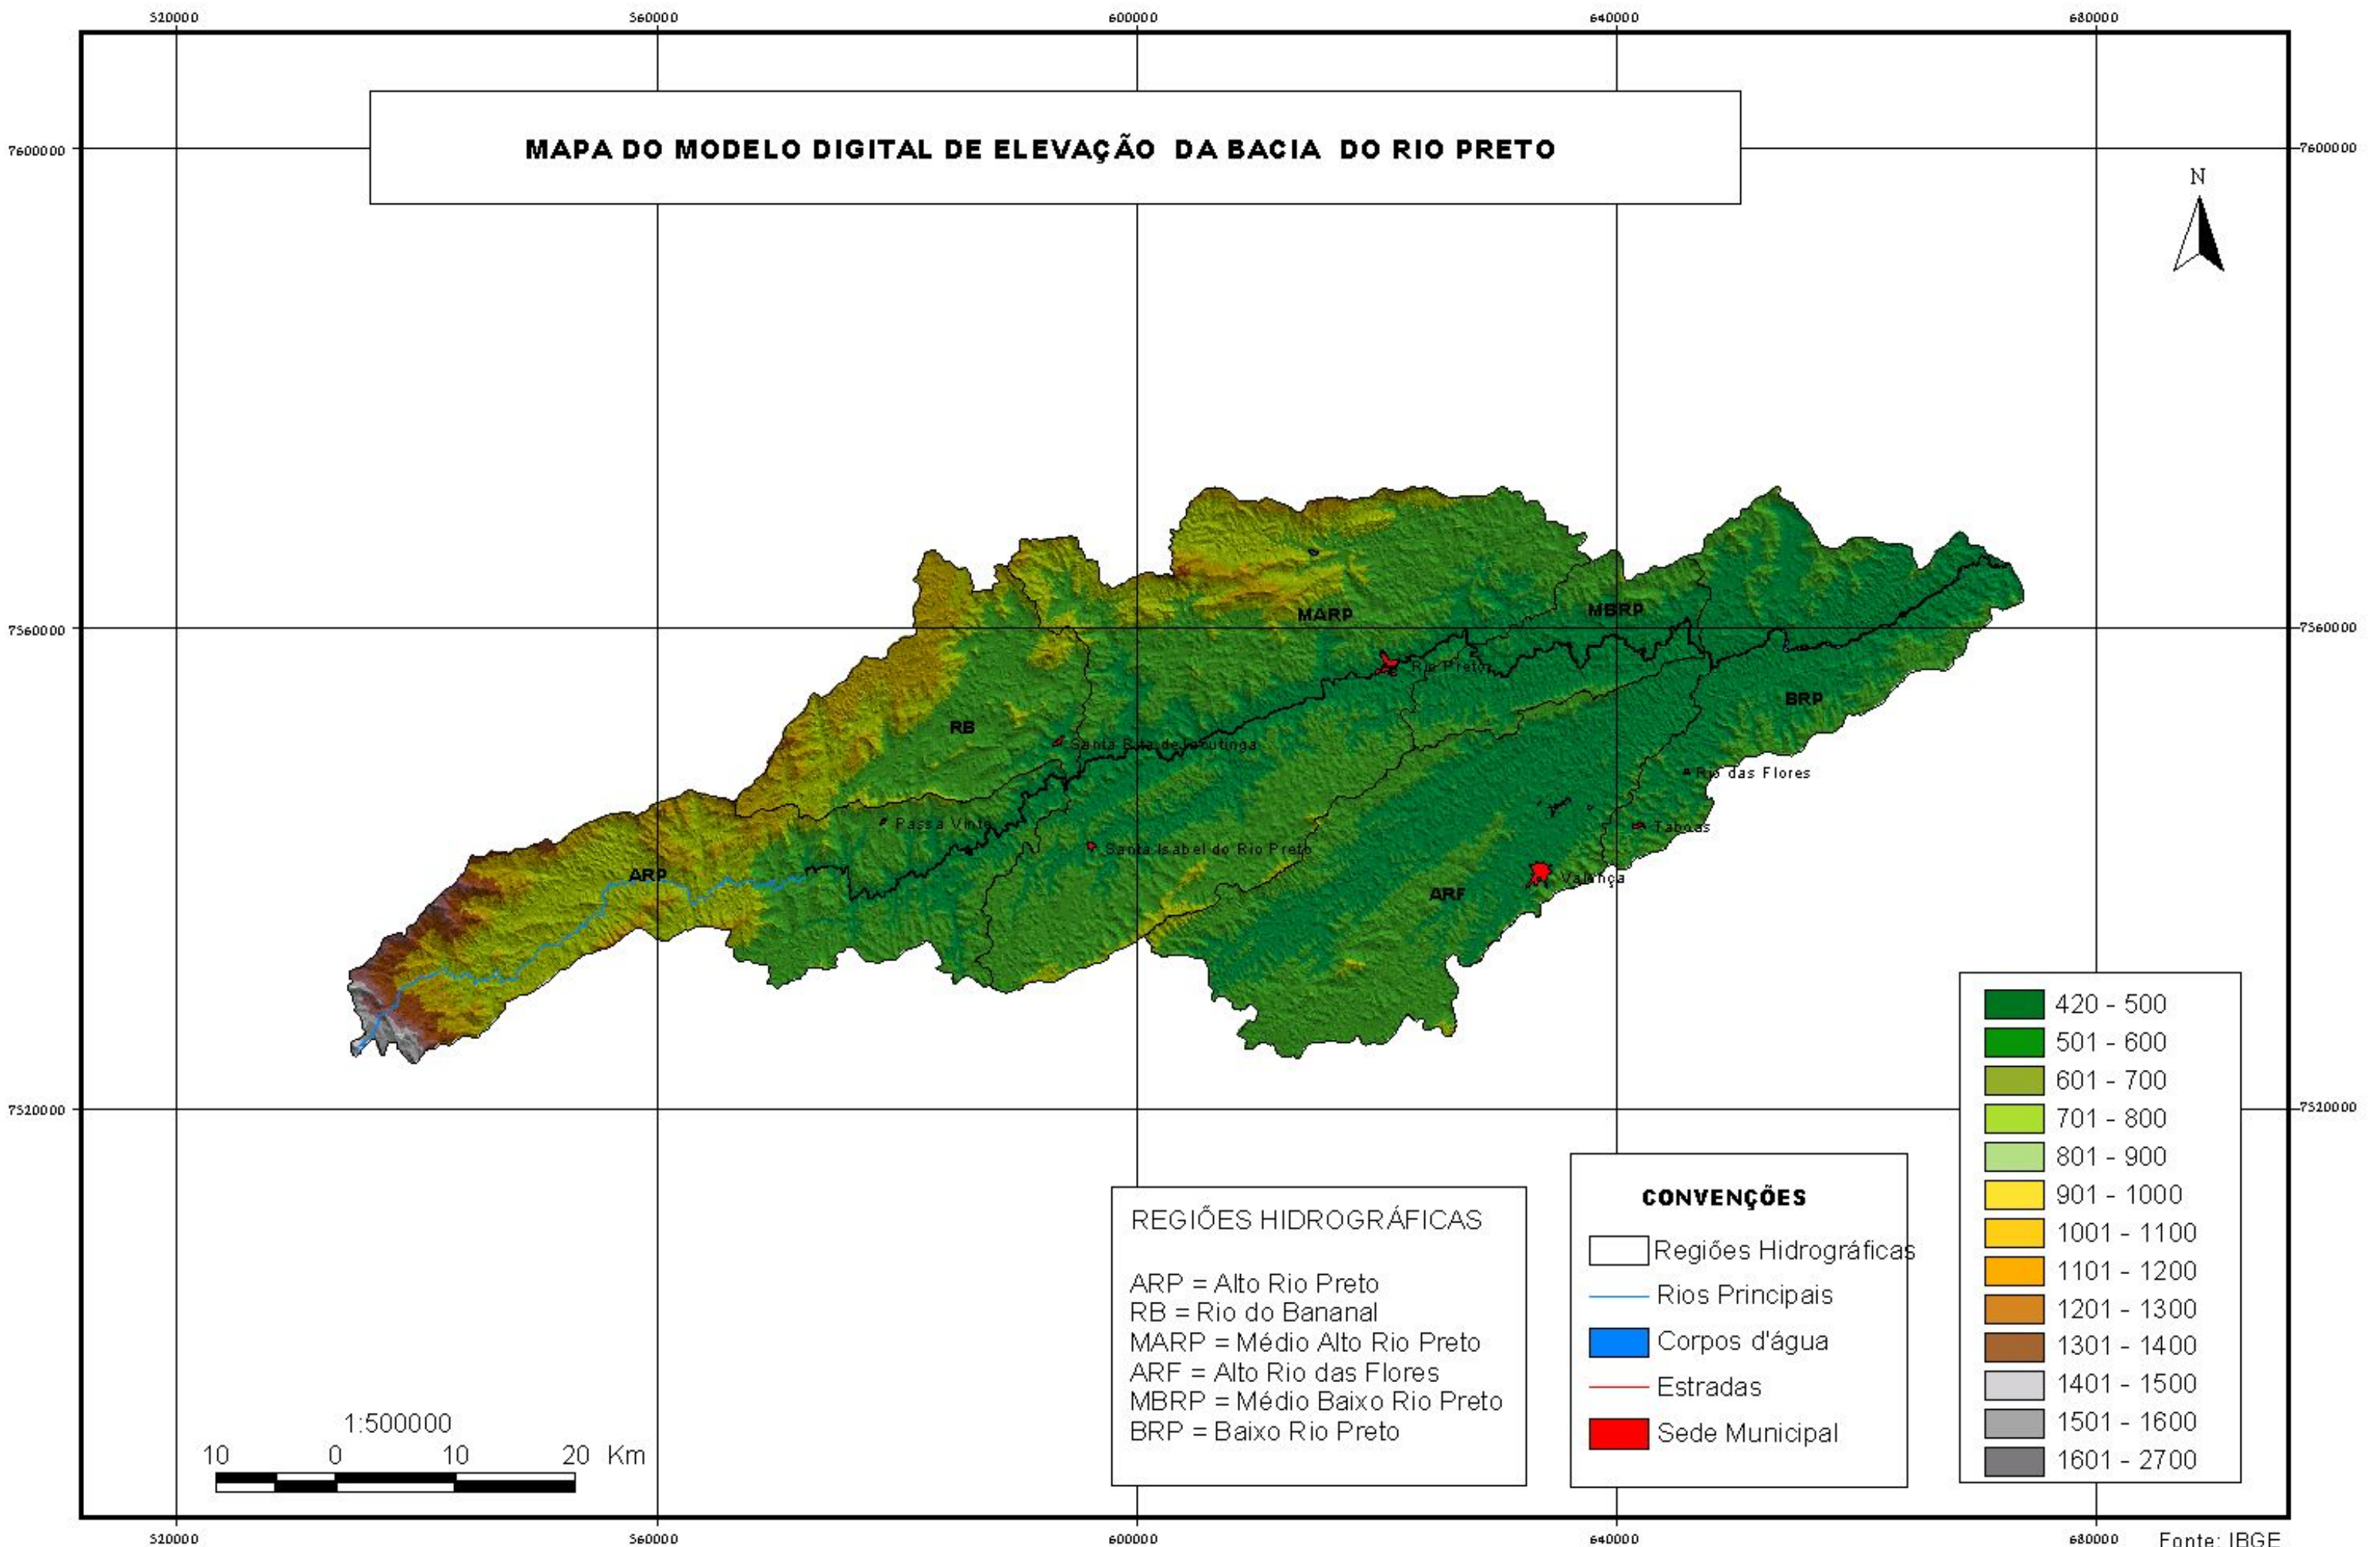 520000 560000 600000 640000 680000
MAPA DO MODELO DIGITAL DE ELEVAÇÃO DA BACIA DO RIO PRETO
7600000 7600000
N
MARP
MBRP
7560000 7560000
Rio Preto
BRP
RB
Santa Rita de Jacutinga
Rio das Flores
Passa Vinte
Taboas
Santa Isabel do Rio Preto
ARP
Valença
ARF
7520000 7520000
420 - 500
501 - 600
601 - 700
701 - 800
801 - 900
901 - 1000
1001 - 1100
1101 - 1200
1201 - 1300
1301 - 1400
1401 - 1500
1501 - 1600
1601 - 2700
CONVENÇÕES
Regiões Hidrográficas
Rios Principais
Corpos d'água
Estradas
Sede Municipal
REGIÕES HIDROGRÁFICAS
ARP = Alto Rio Preto
RB = Rio do Bananal
MARP = Médio Alto Rio Preto
ARF = Alto Rio das Flores
MBRP = Médio Baixo Rio Preto
BRP = Baixo Rio Preto
1:500000
10 0 10 20 Km
520000 560000 600000 640000 680000
Fonte: IBGE